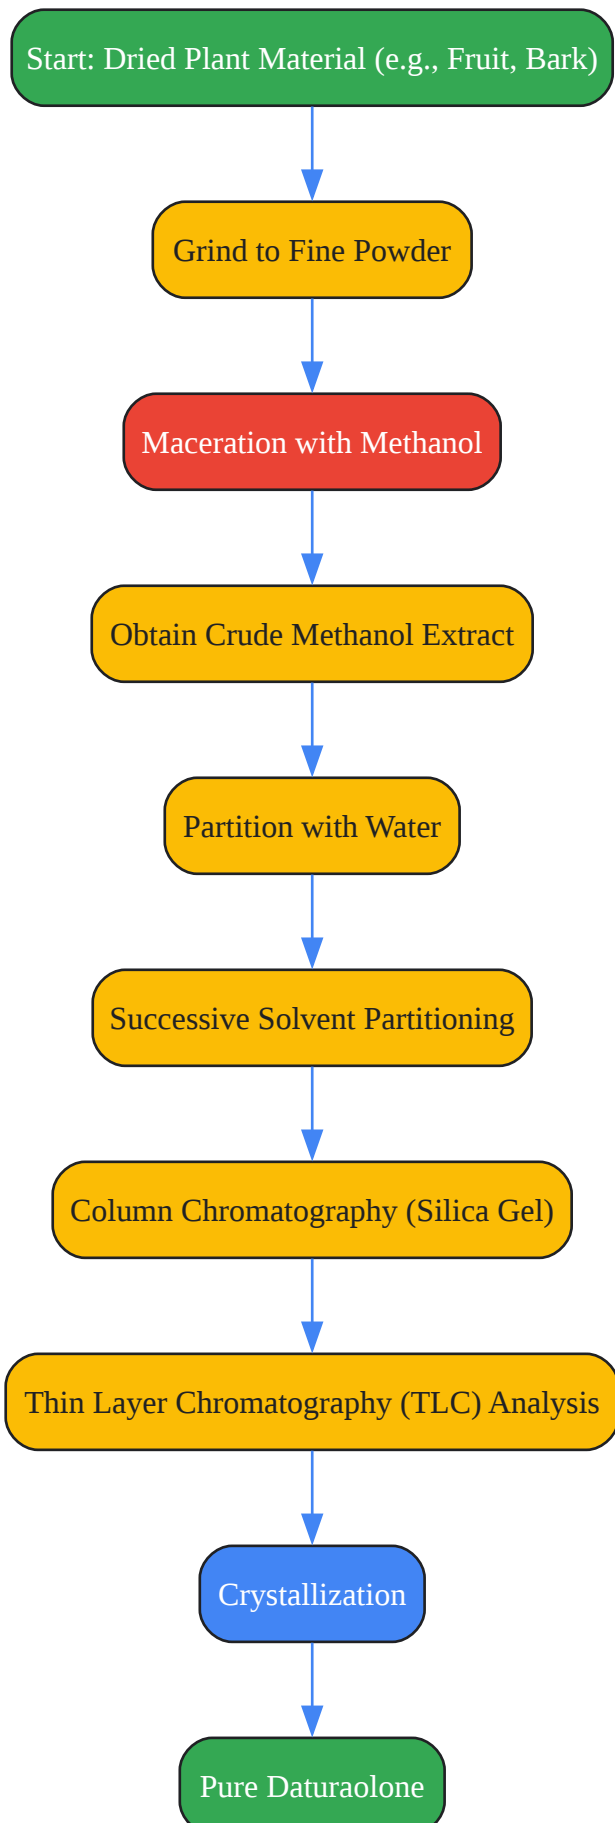 Start: Dried Plant Material (e.g., Fruit, Bark)
Grind to Fine Powder
Maceration with Methanol
Obtain Crude Methanol Extract
Partition with Water
Successive Solvent Partitioning
Column Chromatography (Silica Gel)
Thin Layer Chromatography (TLC) Analysis
Crystallization
Pure Daturaolone